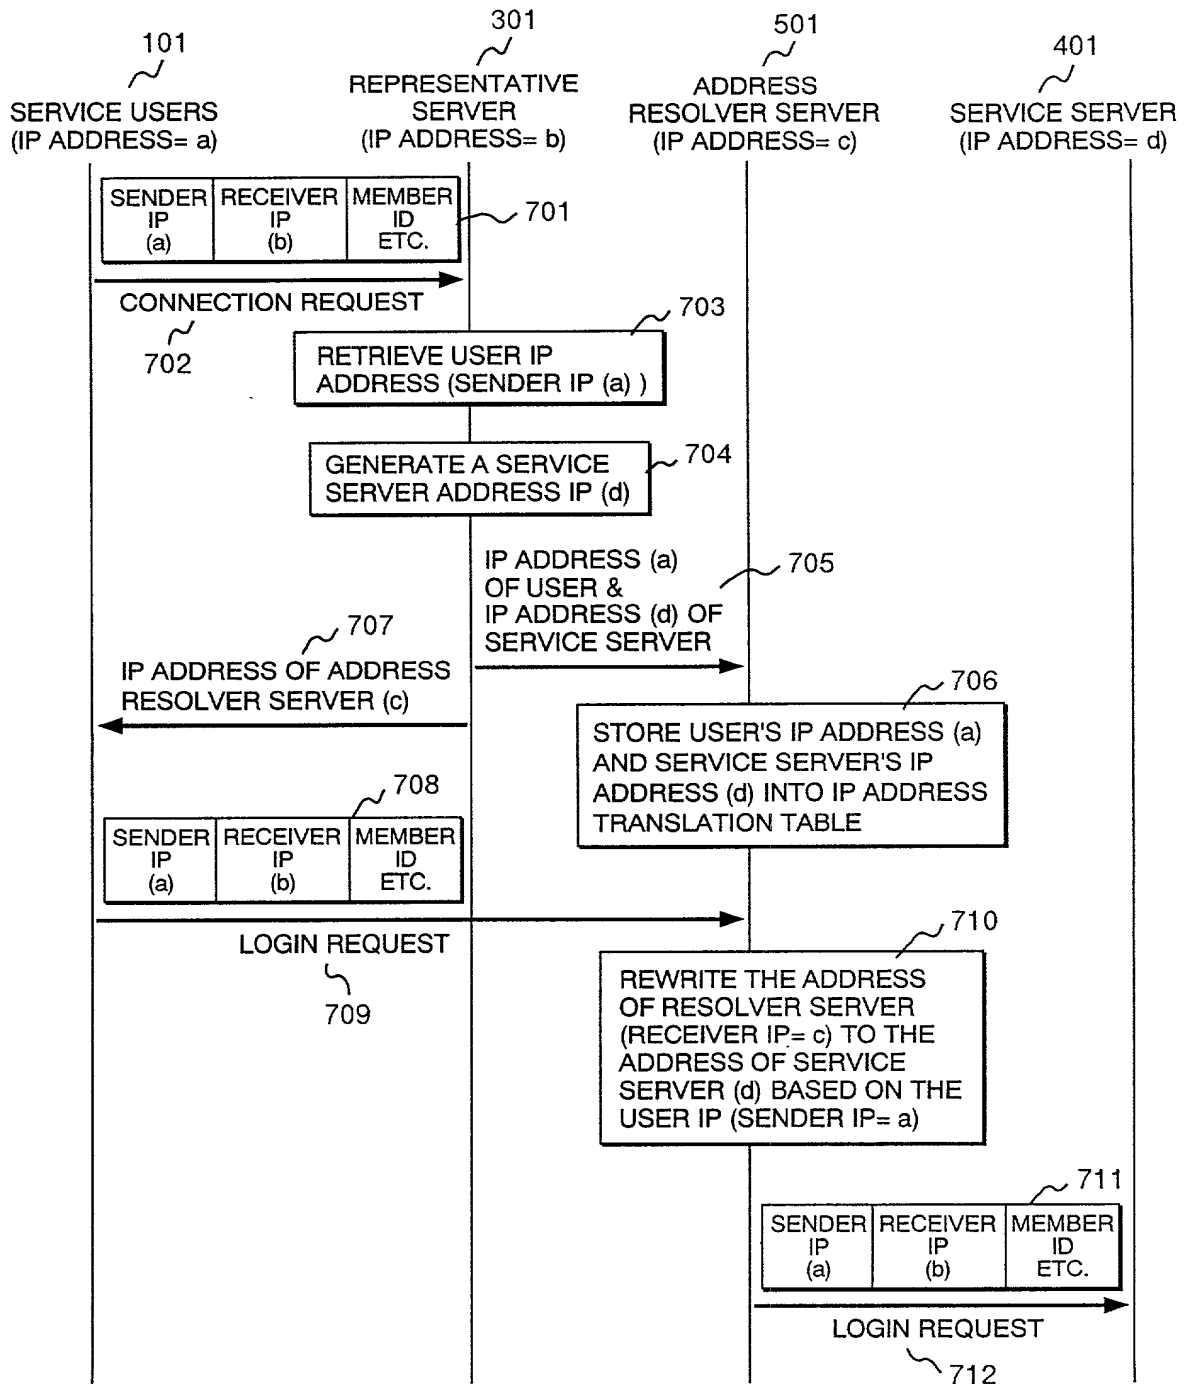 101
SERVICE USERS
(IP ADDRESS= a)
301
REPRESENTATIVE
SERVER
(IP ADDRESS= b)
501
ADDRESS
RESOLVER SERVER
(IP ADDRESS= c)
401
SERVICE SERVER
(IP ADDRESS= d)
SENDER
IP
(a)
RECEIVER
IP
(b)
MEMBER
ID
ETC.
701
CONNECTION REQUEST
702
703
RETRIEVE USER IP
ADDRESS (SENDER IP (a) )
704
GENERATE A SERVICE
SERVER ADDRESS IP (d)
IP ADDRESS (a)
OF USER &
IP ADDRESS (d) OF
SERVICE SERVER
705
707
IP ADDRESS OF ADDRESS
RESOLVER SERVER (c)
706
STORE USER'S IP ADDRESS (a)
AND SERVICE SERVER'S IP
ADDRESS (d) INTO IP ADDRESS
TRANSLATION TABLE
708
SENDER
IP
(a)
RECEIVER
IP
(b)
MEMBER
ID
ETC.
LOGIN REQUEST
709
710
REWRITE THE ADDRESS
OF RESOLVER SERVER
(RECEIVER IP= c) TO THE
ADDRESS OF SERVICE
SERVER (d) BASED ON THE
USER IP (SENDER IP= a)
711
SENDER
IP
(a)
RECEIVER
IP
(b)
MEMBER
ID
ETC.
LOGIN REQUEST
712